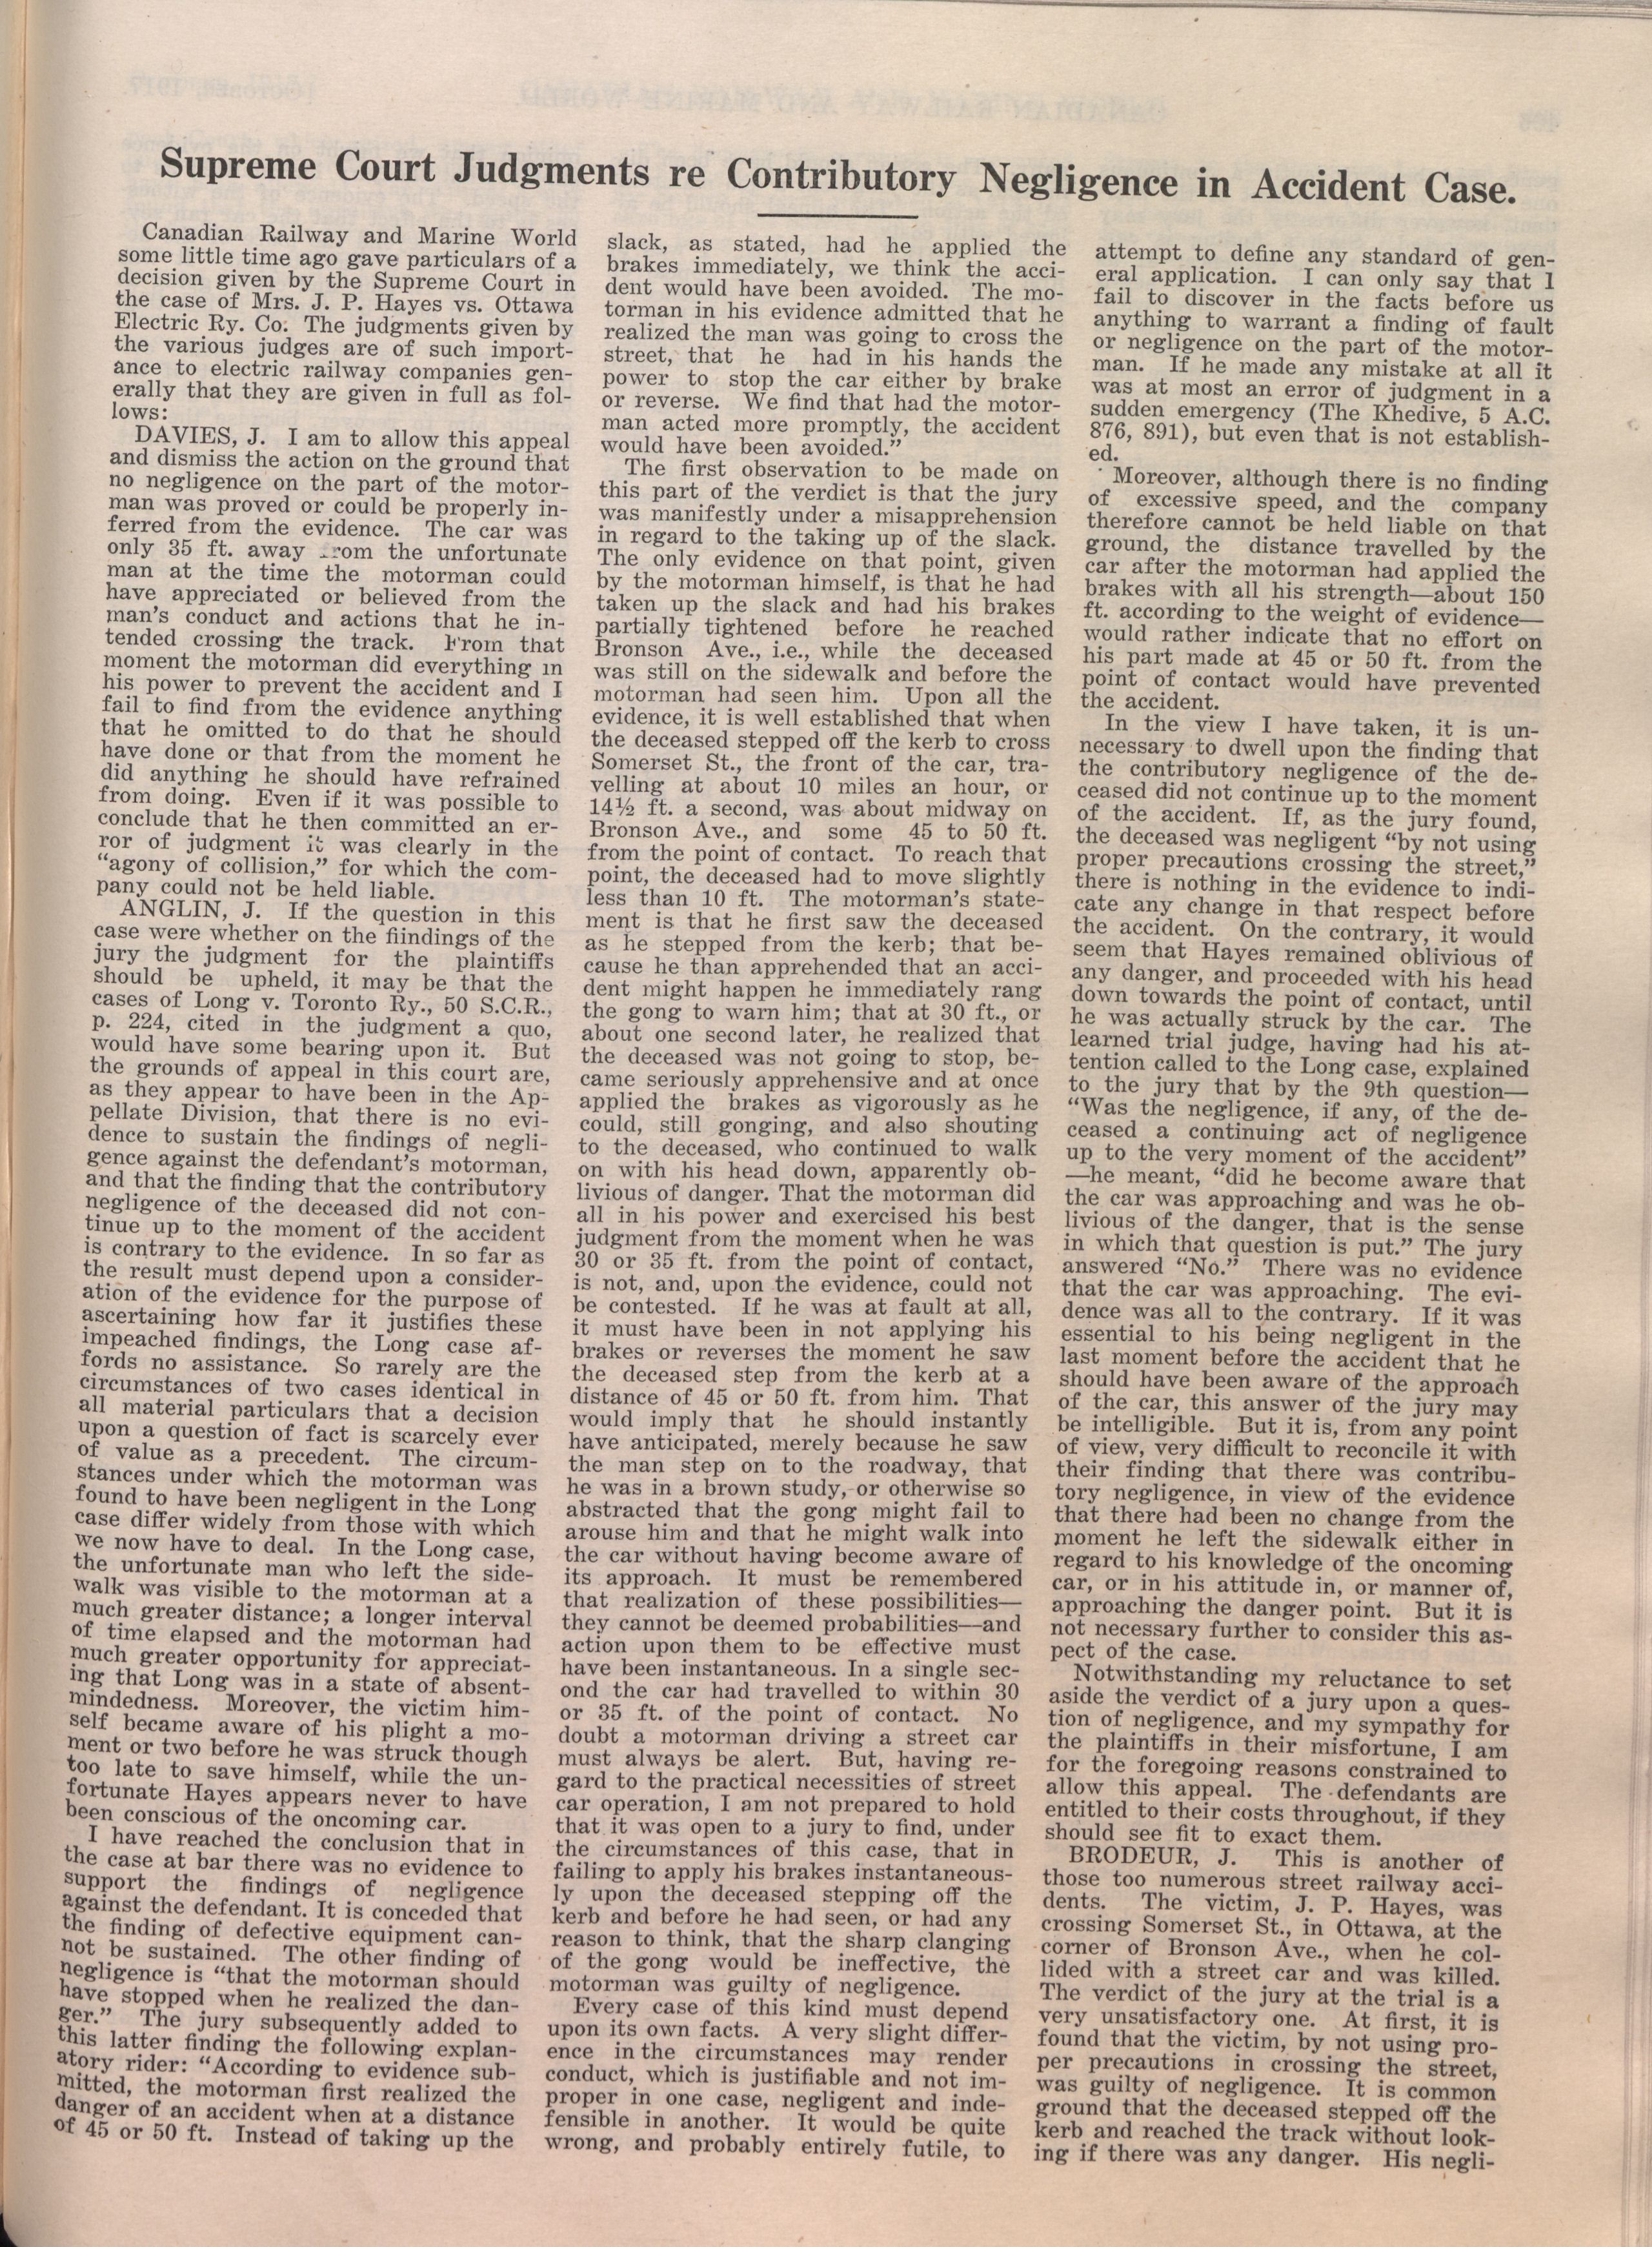 Supreme Court Judgments re Contributory Negligence in Accident Case.
Canadian Railway and Marine World
some little time ago gave particulars of a
decision given by the Supreme Court in
the case of Mrs. J. P. Hayes vs. Ottawa
Electric Ry. Co. The judgments given by
the various judges are of such import-
ance to electric railway companies gen-
erally that they are given in full as fol-
lows:
DAVIES, J. I am to allow this appeal
and dismiss the action on the ground that
no negligence on the part of the motor-
man was proved or could be properly in-
ferred from the evidence. The car was
only 35 ft. away from the unfortunate
man at the time the motorman could
have appreciated or believed from the
man's conduct and actions that he in-
tended crossing the track. From that
moment the motorman did everything in
his power to prevent the accident and I
fail to find from the evidence anything
that he omitted to do that he should
have done or that from the moment he
did anything he should have refrained
from doing. Even if it was possible to
conclude that he then committed an er-
ror of judgment it was clearly in the
"agony of collision," for which the com-
pany could not be held liable.
ANGLIN, J. If the question in this
case were whether on the fiindings of the
jury the judgment for the plaintiffs
should be upheld, it may be that the
cases of Long v. Toronto Ry., 50 S.C.R.,
p. 224, cited in the judgment a quo,
would have some bearing upon it. But
the grounds of appeal in this court are,
as they appear to have been in the Ap-
pellate Division, that there is no evi-
dence to sustain the findings of negli-
gence against the defendant's motorman,
and that the finding that the contributory
negligence of the deceased did not con-
tinue up to the moment of the accident
is contrary to the evidence. In so far as
the result must depend upon a consider-
ation of the evidence for the purpose of
ascertaining how far it justifies these
impeached findings, the Long case af-
fords no assistance. So rarely are the
circumstances of two cases identical in
all material particulars that a decision
upon a question of fact is scarcely ever
of value as a precedent. The circum-
stances under which the motorman was
found to have been negligent in the Long
case differ widely from those with which
we now have to deal. In the Long case,
the unfortunate man who left the side-
walk was visible to the motorman at a
much greater distance; a longer interval
of time elapsed and the motorman had
much greater opportunity for appreciat-
ing that Long was in a state of absent-
mindedness. Moreover, the victim him-
self became aware of his plight a mo-
ment or two before he was struck though
too late to save himself, while the un-
fortunate Hayes appears never to have
been conscious of the oncoming car.
I have reached the conclusion that in
the case at bar there was no evidence to
support the findings of negligence
against the defendant. It is conceded that
the finding of defective equipment can-
not be sustained. The other finding of
negligence is "that the motorman should
have stopped when he realized the dan-
ger." The jury subsequently added to
this latter finding the following explan-
atory rider: "According to evidence sub-
mitted, the motorman first realized the
danger of an accident when at a distance
of 45 or 50 ft. Instead of taking up the
slack, as stated, had he applied the
brakes immediately, we think the acci-
dent would have been avoided. The mo-
torman in his evidence admitted that he
realized the man was going to cross the
street, that he had in his hands the
power to stop the car either by brake
or reverse. We find that had the motor-
man acted more promptly, the accident
would have been avoided."
The first observation to be made on
this part of the verdict is that the jury
was manifestly under a misapprehension
in regard to the taking up of the slack.
The only evidence on that point, given
by the motorman himself, is that he had
taken up the slack and had his brakes
partially tightened before he reached
Bronson Ave., i.e., while the deceased
was still on the sidewalk and before the
motorman had seen him. Upon all the
evidence, it is well established that when
the deceased stepped off the kerb to cross
Somerset St., the front of the car, tra-
velling at about 10 miles an hour, or
14½ ft. a second, was about midway on
Bronson Ave., and some 45 to 50 ft.
from the point of contact. To reach that
point, the deceased had to move slightly
less than 10 ft. The motorman's state-
ment is that he first saw the deceased
as he stepped from the kerb; that be-
cause he than apprehended that an acci-
dent might happen he immediately rang
the gong to warn him; that at 30 ft., or
about one second later, he realized that
the deceased was not going to stop, be-
came seriously apprehensive and at once
applied the brakes as vigorously as he
could, still gonging, and also shouting
to the deceased, who continued to walk
on with his head down, apparently ob-
livious of danger. That the motorman did
all in his power and exercised his best
judgment from the moment when he was
30 or 35 ft. from the point of contact,
is not, and, upon the evidence, could not
be contested. If he was at fault at all,
it must have been in not applying his
brakes or reverses the moment he saw
the deceased step from the kerb at a
distance of 45 or 50 ft. from him. That
would imply that he should instantly
have anticipated, merely because he saw
the man step on to the roadway, that
he was in a brown study, or otherwise so
abstracted that the gong might fail to
arouse him and that he might walk into
the car without having become aware of
its approach. It must be remembered
that realization of these possibilities—
they cannot be deemed probabilities—and
action upon them to be effective must
have been instantaneous. In a single sec-
ond the car had travelled to within 30
or 35 ft. of the point of contact. No
doubt a motorman driving a street car
must always be alert. But, having re-
gard to the practical necessities of street
car operation, I am not prepared to hold
that it was open to a jury to find, under
the circumstances of this case, that in
failing to apply his brakes instantaneous-
ly upon the deceased stepping off the
kerb and before he had seen, or had any
reason to think, that the sharp clanging
of the gong would be ineffective, the
motorman was guilty of negligence.
Every case of this kind must depend
upon its own facts. A very slight differ-
ence in the circumstances may render
conduct, which is justifiable and not im-
proper in one case, negligent and inde-
fensible in another. It would be quite
wrong, and probably entirely futile, to
attempt to define any standard of gen-
eral application. I can only say that I
fail to discover in the facts before us
anything to warrant a finding of fault
or negligence on the part of the motor-
man. If he made any mistake at all it
was at most an error of judgment in a
sudden emergency (The Khedive, 5 A.C.
876, 891), but even that is not establish-
ed.
Moreover, although there is no finding
of excessive speed, and the company
therefore cannot be held liable on that
ground, the distance travelled by the
car after the motorman had applied the
brakes with all his strength—about 150
ft. according to the weight of evidence—
would rather indicate that no effort on
his part made at 45 or 50 ft. from the
point of contact would have prevented
the accident.
In the view I have taken, it is un-
necessary to dwell upon the finding that
the contributory negligence of the de-
ceased did not continue up to the moment
of the accident. If, as the jury found,
the deceased was negligent "by not using
proper precautions crossing the street,"
there is nothing in the evidence to indi-
cate any change in that respect before
the accident. On the contrary, it would
seem that Hayes remained oblivious of
any danger, and proceeded with his head
down towards the point of contact, until
he was actually struck by the car. The
learned trial judge, having had his at-
tention called to the Long case, explained
to the jury that by the 9th question—
"Was the negligence, if any, of the de-
ceased a continuing act of negligence
up to the very moment of the accident"
—he meant, "did he become aware that
the car was approaching and was he ob-
livious of the danger, that is the sense
in which that question is put." The jury
answered "No." There was no evidence
that the car was approaching. The evi-
dence was all to the contrary. If it was
essential to his being negligent in the
last moment before the accident that he
should have been aware of the approach
of the car, this answer of the jury may
be intelligible. But it is, from any point
of view, very difficult to reconcile it with
their finding that there was contribu-
tory negligence, in view of the evidence
that there had been no change from the
moment he left the sidewalk either in
regard to his knowledge of the oncoming
car, or in his attitude in, or manner of,
approaching the danger point. But it is
not necessary further to consider this as-
pect of the case.
Notwithstanding my reluctance to set
aside the verdict of a jury upon a ques-
tion of negligence, and my sympathy for
the plaintiffs in their misfortune, I am
for the foregoing reasons constrained to
allow this appeal. The defendants are
entitled to their costs throughout, if they
should see fit to exact them.
BRODEUR, J. This is another of
those too numerous street railway acci-
dents. The victim, J. P. Hayes, was
crossing Somerset St., in Ottawa, at the
corner of Bronson Ave., when he col-
lided with a street car and was killed.
The verdict of the jury at the trial is a
very unsatisfactory one. At first, it is
found that the victim, by not using pro-
per precautions in crossing the street,
was guilty of negligence. It is common
ground that the deceased stepped off the
kerb and reached the track without look-
ing if there was any danger. His negli-